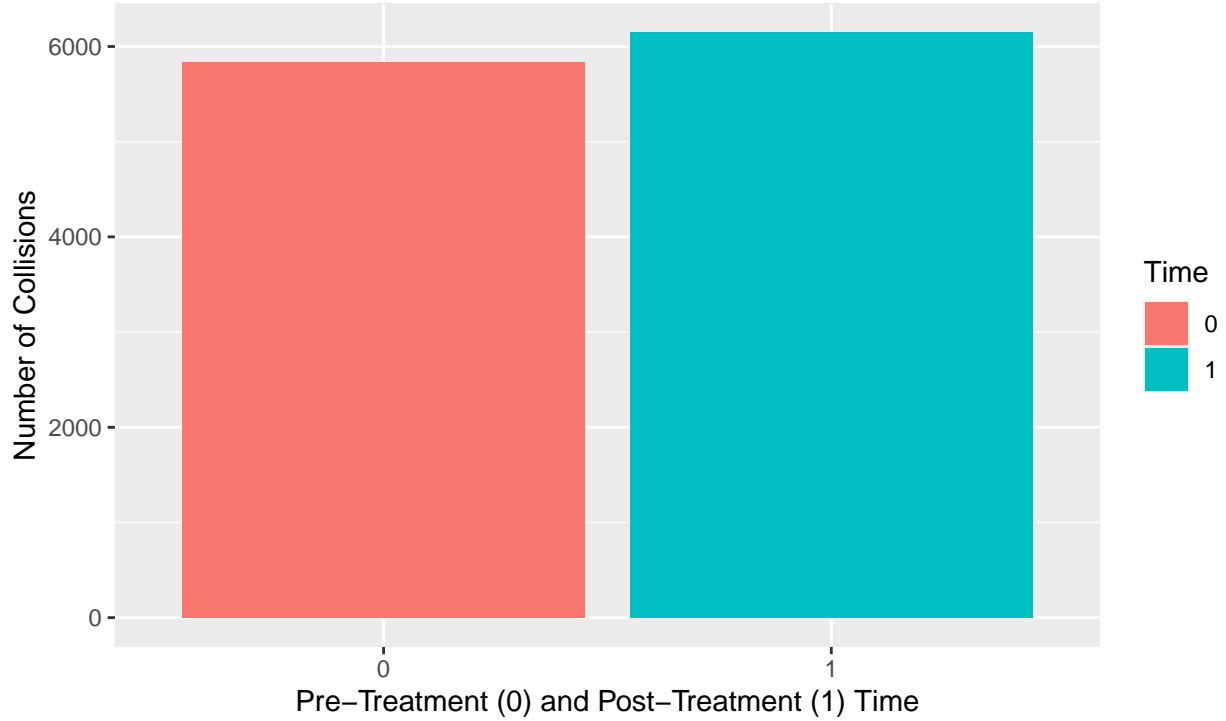 6000
4000
2000
0
Number of Collisions
0
1
Pre−Treatment (0) and Post−Treatment (1) Time
Time
0
1